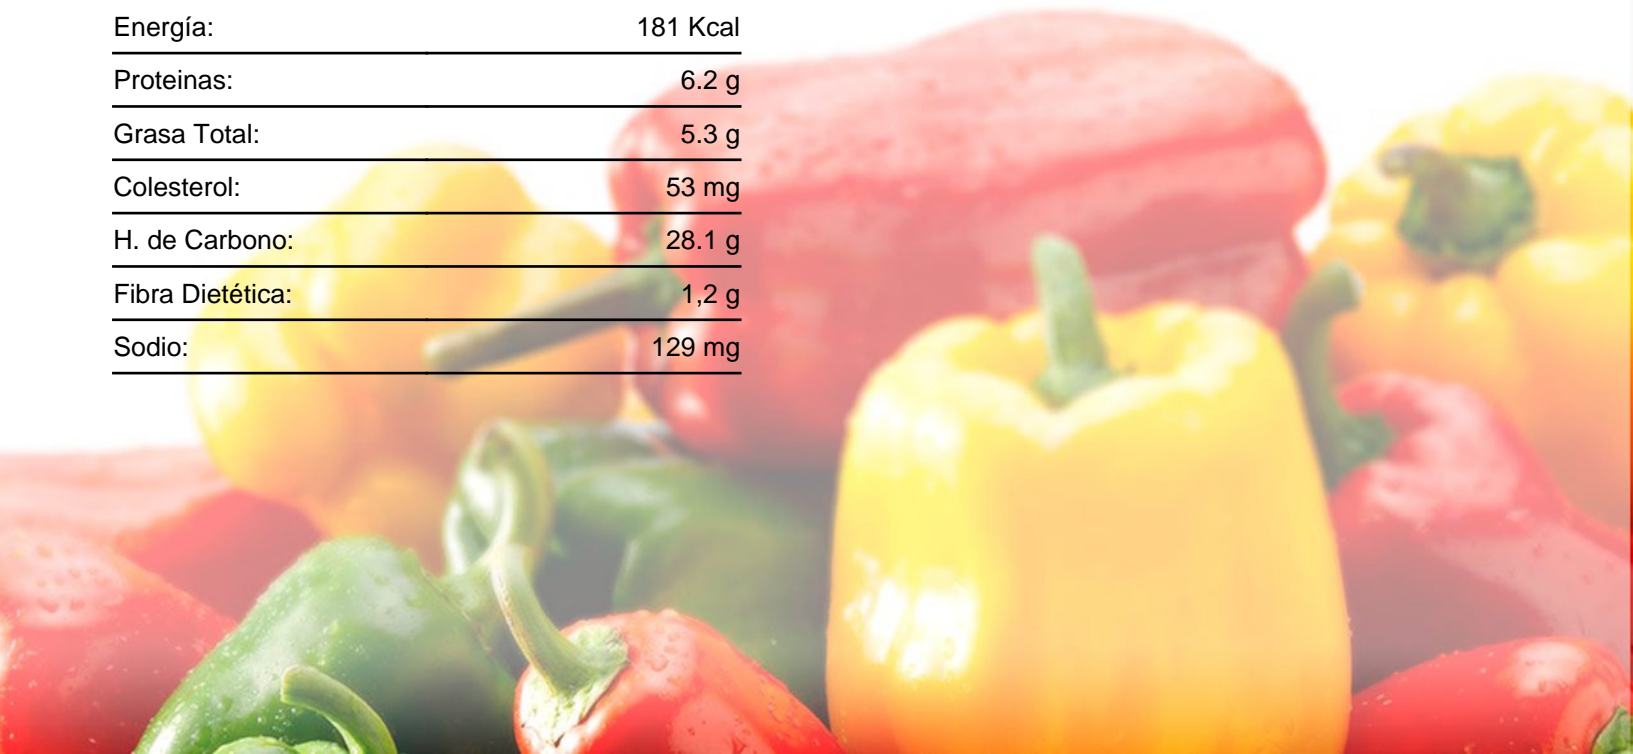 Energía: 181 Kcal
Proteinas: 6.2 g
Grasa Total: 5.3 g
Colesterol: 53 mg
H. de Carbono: 28.1 g
Fibra Dietética: 1,2 g
Sodio: 129 mg